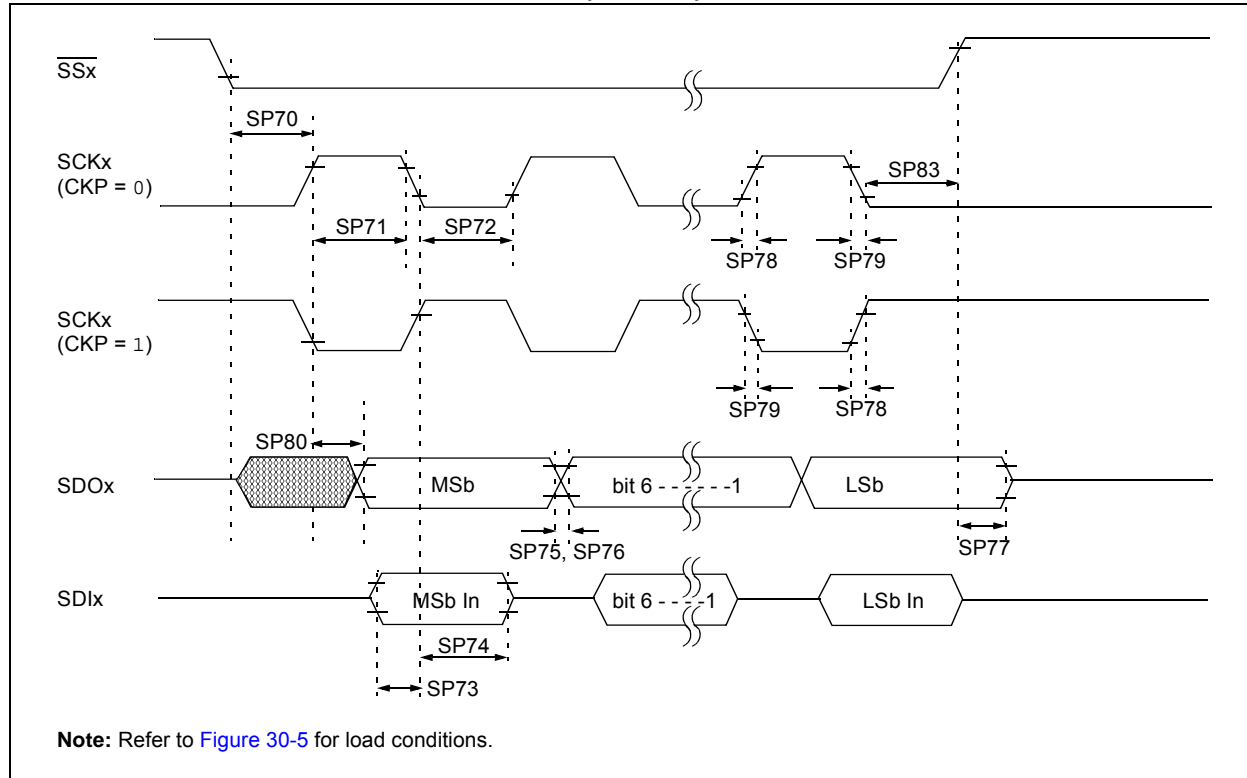 SSx
SP70
SCKx
(CKP = 0)
SP83
SP71
SP72
SP78
SP79
SCKx
(CKP = 1)
SP79
SP78
SP80
SDOx
MSb
bit 6 - - - - - -1
LSb
SP75, SP76
SP77
SDIx
MSb In
bit 6 - - - -1
LSb In
SP74
SP73
Note: Refer to Figure 30-5 for load conditions.